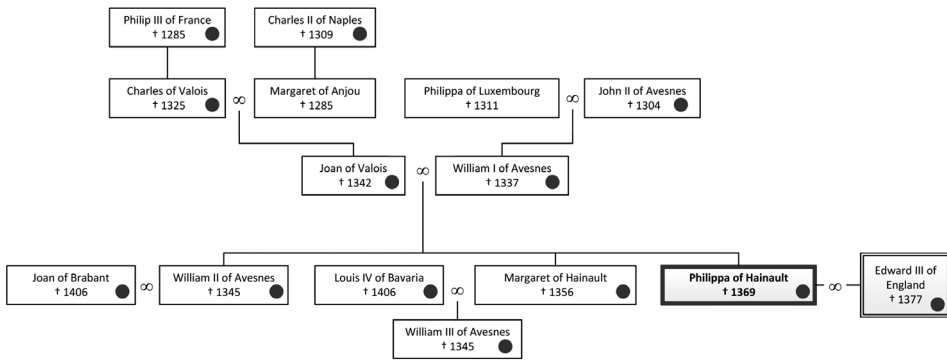 Philip III of France
† 1285
Charles II of Naples
† 1309
Charles of Valois
† 1325
∞
Margaret of Anjou
† 1285
Philippa of Luxembourg
† 1311
∞
John II of Avesnes
† 1304
Joan of Valois
† 1342
∞
William I of Avesnes
† 1337
Joan of Brabant
† 1406
∞
William II of Avesnes
† 1345
Louis IV of Bavaria
† 1406
∞
Margaret of Hainault
† 1356
Philippa of Hainault
† 1369
∞
Edward III of
England
† 1377
William III of Avesnes
† 1345